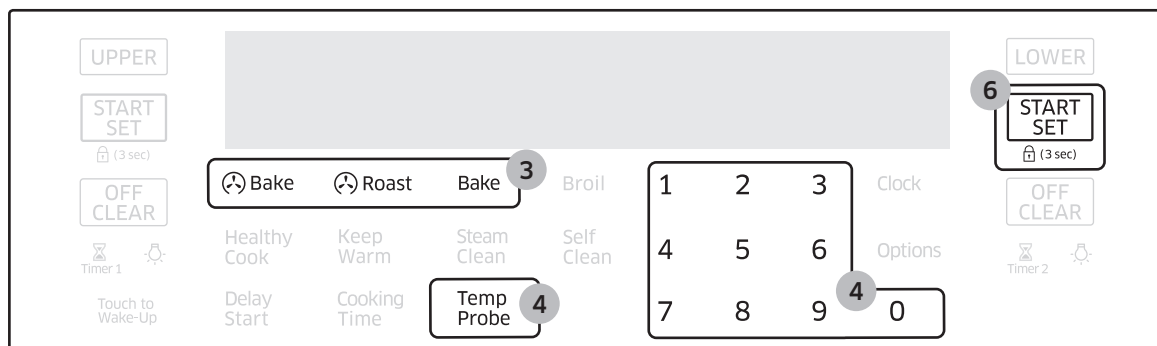 UPPER
START
SET
(3 sec)
OFF
CLEAR
Timer 1
Touch to
Wake-Up
Bake Roast Bake 3 Broil
Healthy
Cook
Keep
Warm
Steam
Clean
Self
Clean
Delay
Start
Cooking
Time
Temp
Probe
4
1 2 3
4 5 6
7 8 9 0
4
Clock
Options
LOWER
6
START
SET
(3 sec)
OFF
CLEAR
Timer 2